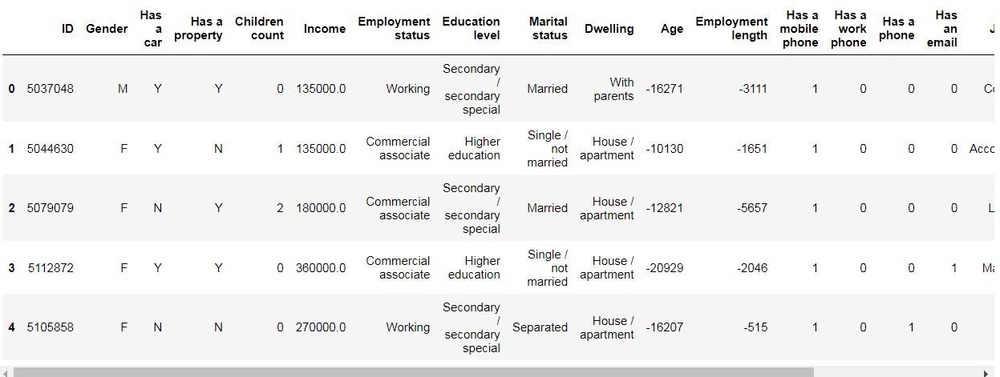 ID Gender Has a car Has a property Children count Income Employment status Education level Marital status Dwelling Age Employment length Has a mobile phone Has a work phone Has a phone Has an email
0 5037048 M Y Y 0 135000.0 Working Secondary / secondary special Married With parents -16271 -3111 1 0 0 0
1 5044630 F Y N 1 135000.0 Commercial associate Higher education Single / not married House / apartment -10130 -1651 1 0 0 0
2 5079079 F N Y 2 180000.0 Commercial associate Secondary / secondary special Married House / apartment -12821 -5657 1 0 0 0
3 5112872 F Y Y 0 360000.0 Commercial associate Higher education Single / not married House / apartment -20929 -2046 1 0 0 1
4 5105858 F N N 0 270000.0 Working Secondary / secondary special Separated House / apartment -16207 -515 1 0 1 0